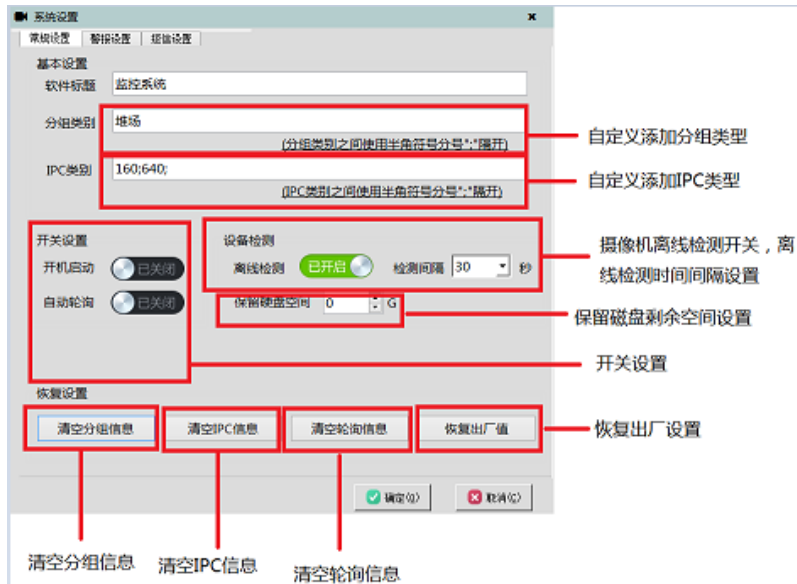 系统设置
常规设置 警报设置 短信设置
基本设置
软件标题 监控系统
分组类别 堆场
(分组类别之间使用半角符号分号";"隔开)
自定义添加分组类型
IPC类别 160;640;
(IPC类别之间使用半角符号分号";"隔开)
自定义添加IPC类型
开关设置
开机启动 已关闭
自动轮询 已关闭
设备检测
离线检测 已开启 检测间隔 30 秒
保留硬盘空间 0 G
摄像机离线检测开关，离
线检测时间间隔设置
保留磁盘剩余空间设置
开关设置
恢复设置
清空分组信息 清空IPC信息 清空轮询信息 恢复出厂值
恢复出厂设置
确定(O) 取消(C)
清空分组信息 清空IPC信息 清空轮询信息